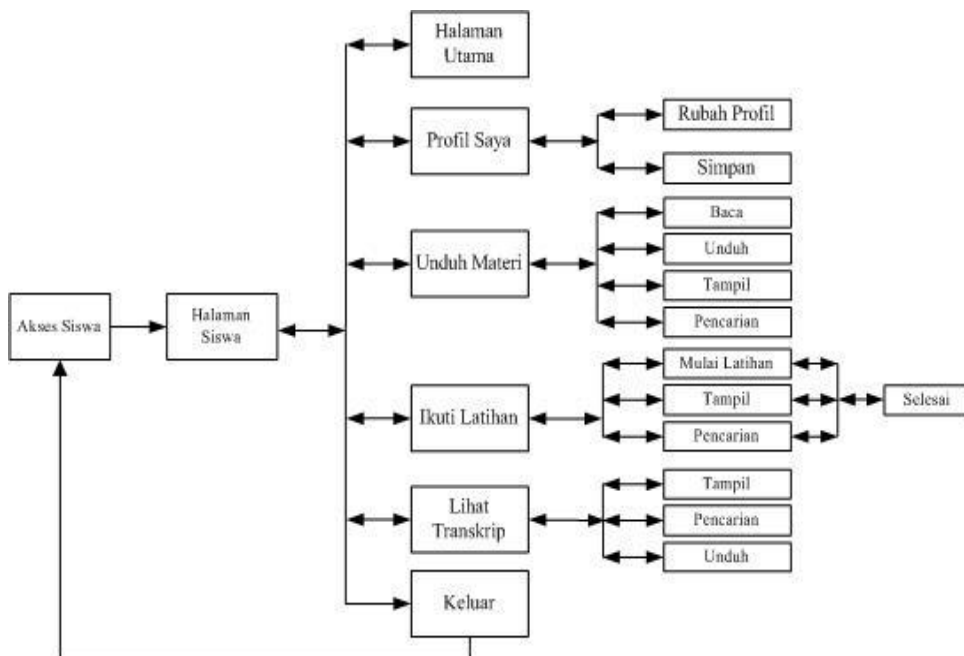 Halaman
Utama
Profil Saya
Rubah Profil
Simpan
Unduh Materi
Baca
Unduh
Tampil
Pencarian
Akses Siswa
Halaman
Siswa
Ikuti Latihan
Mulai Latihan
Tampil
Pencarian
Selesai
Lihat
Transkrip
Tampil
Pencarian
Unduh
Keluar